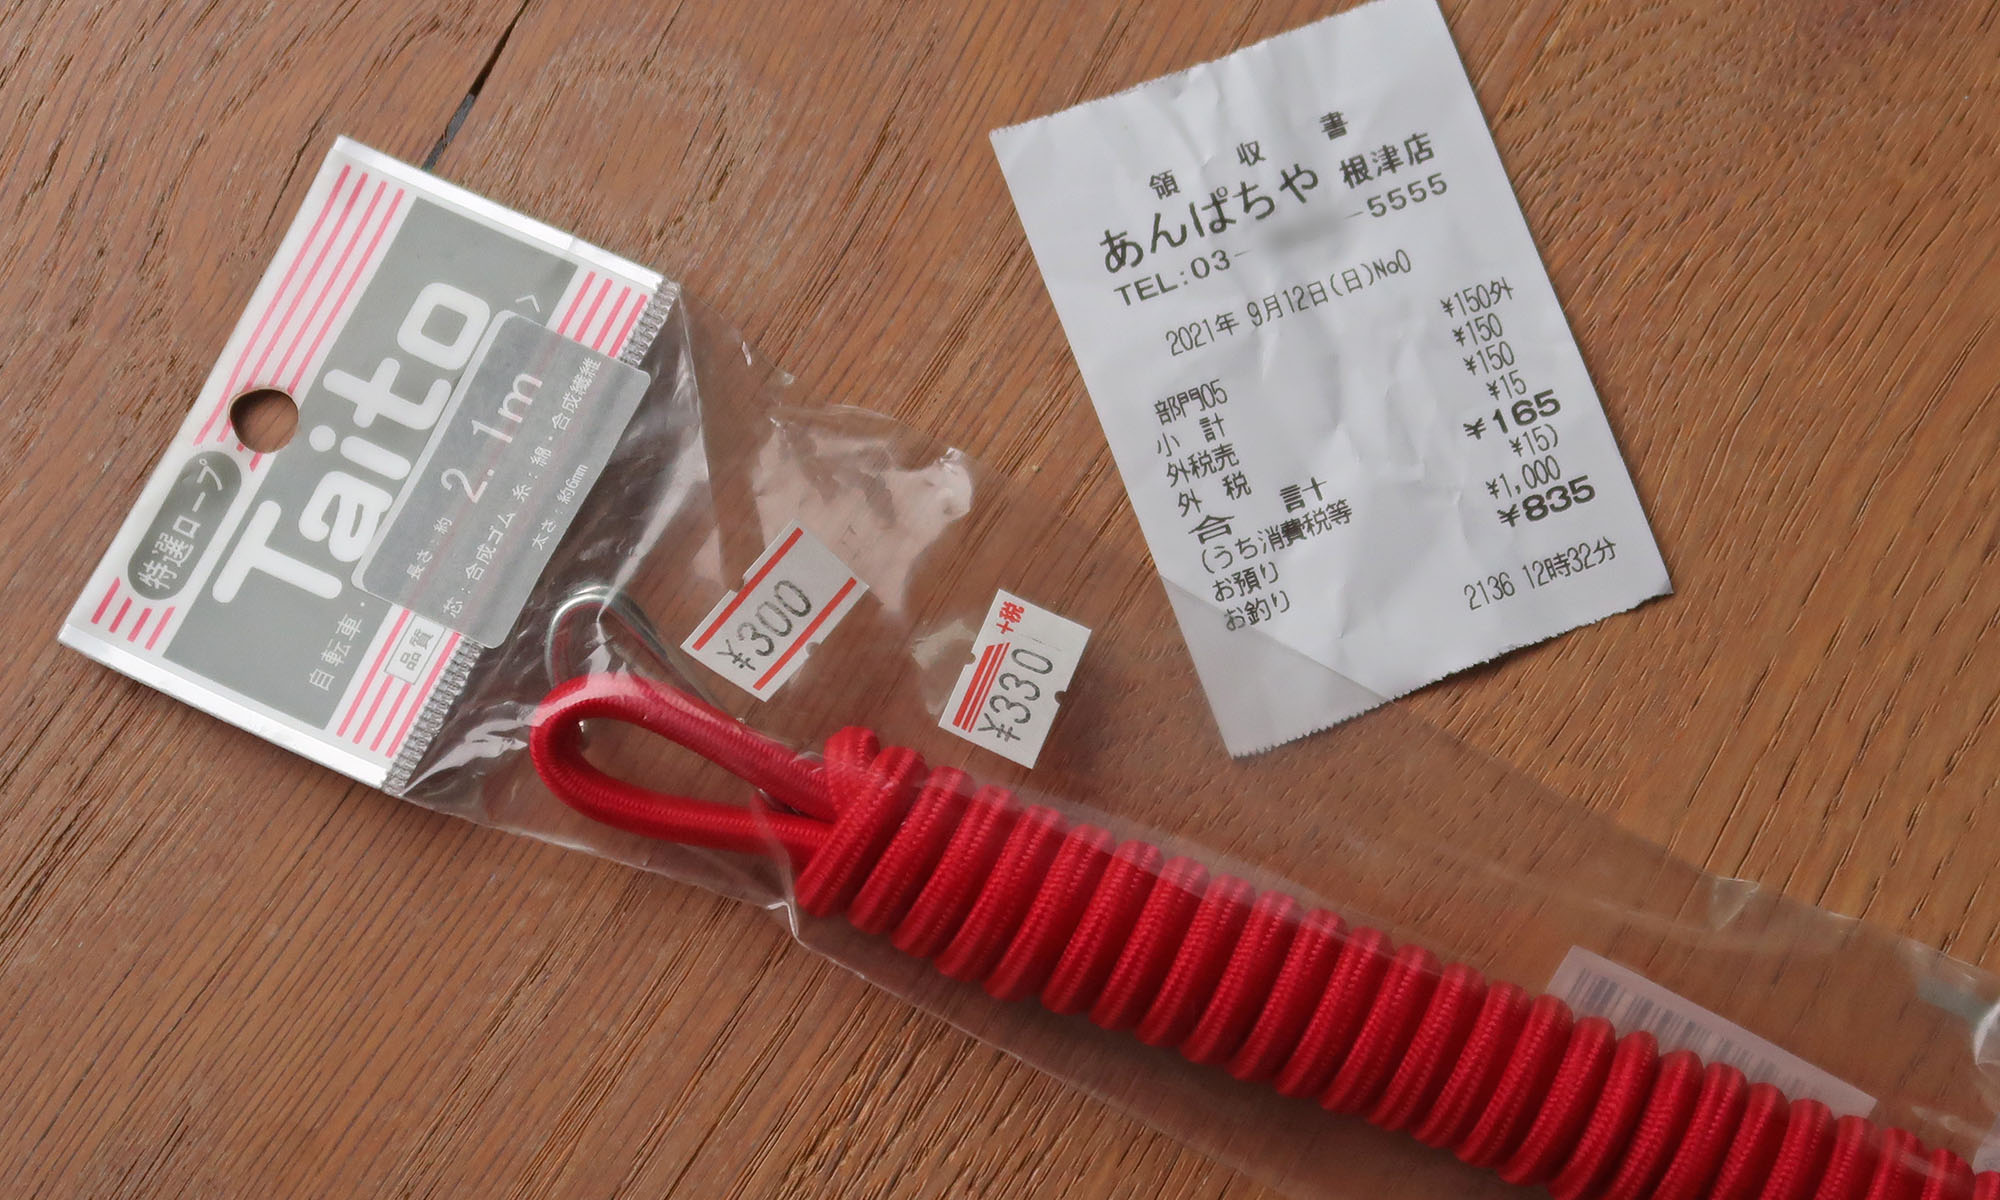 特選ロープ
Taito
自転車・
品質
長さ:約 2.1m
芯:合成ゴム 糸:綿・合成繊維
太さ:約6mm
¥300
+税
¥330
領収書
あんぱちや 根津店
TEL:03- -5555
2021年 9月12日(日)No0
部門05 ¥150外
小計 ¥150
外税売 ¥150
外税 ¥15
合計 ¥165
(うち消費税等 ¥15)
お預り ¥1,000
お釣り ¥835
2136 12時32分